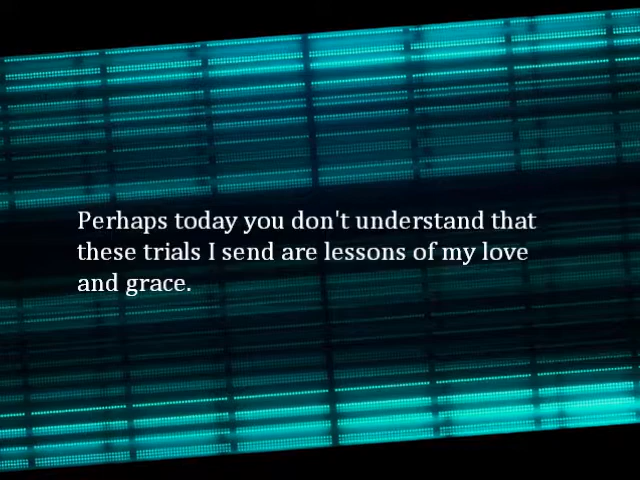 Perhaps today you don't understand that
these trials I send are lessons of my love
and grace.